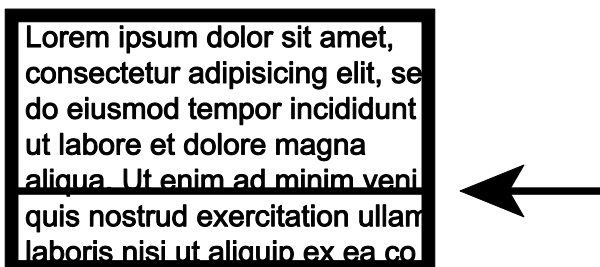 Lorem ipsum dolor sit amet,
consectetur adipisicing elit, se
do eiusmod tempor incididunt
ut labore et dolore magna
aliqua. Ut enim ad minim veni
quis nostrud exercitation ullam
laboris nisi ut aliquip ex ea co